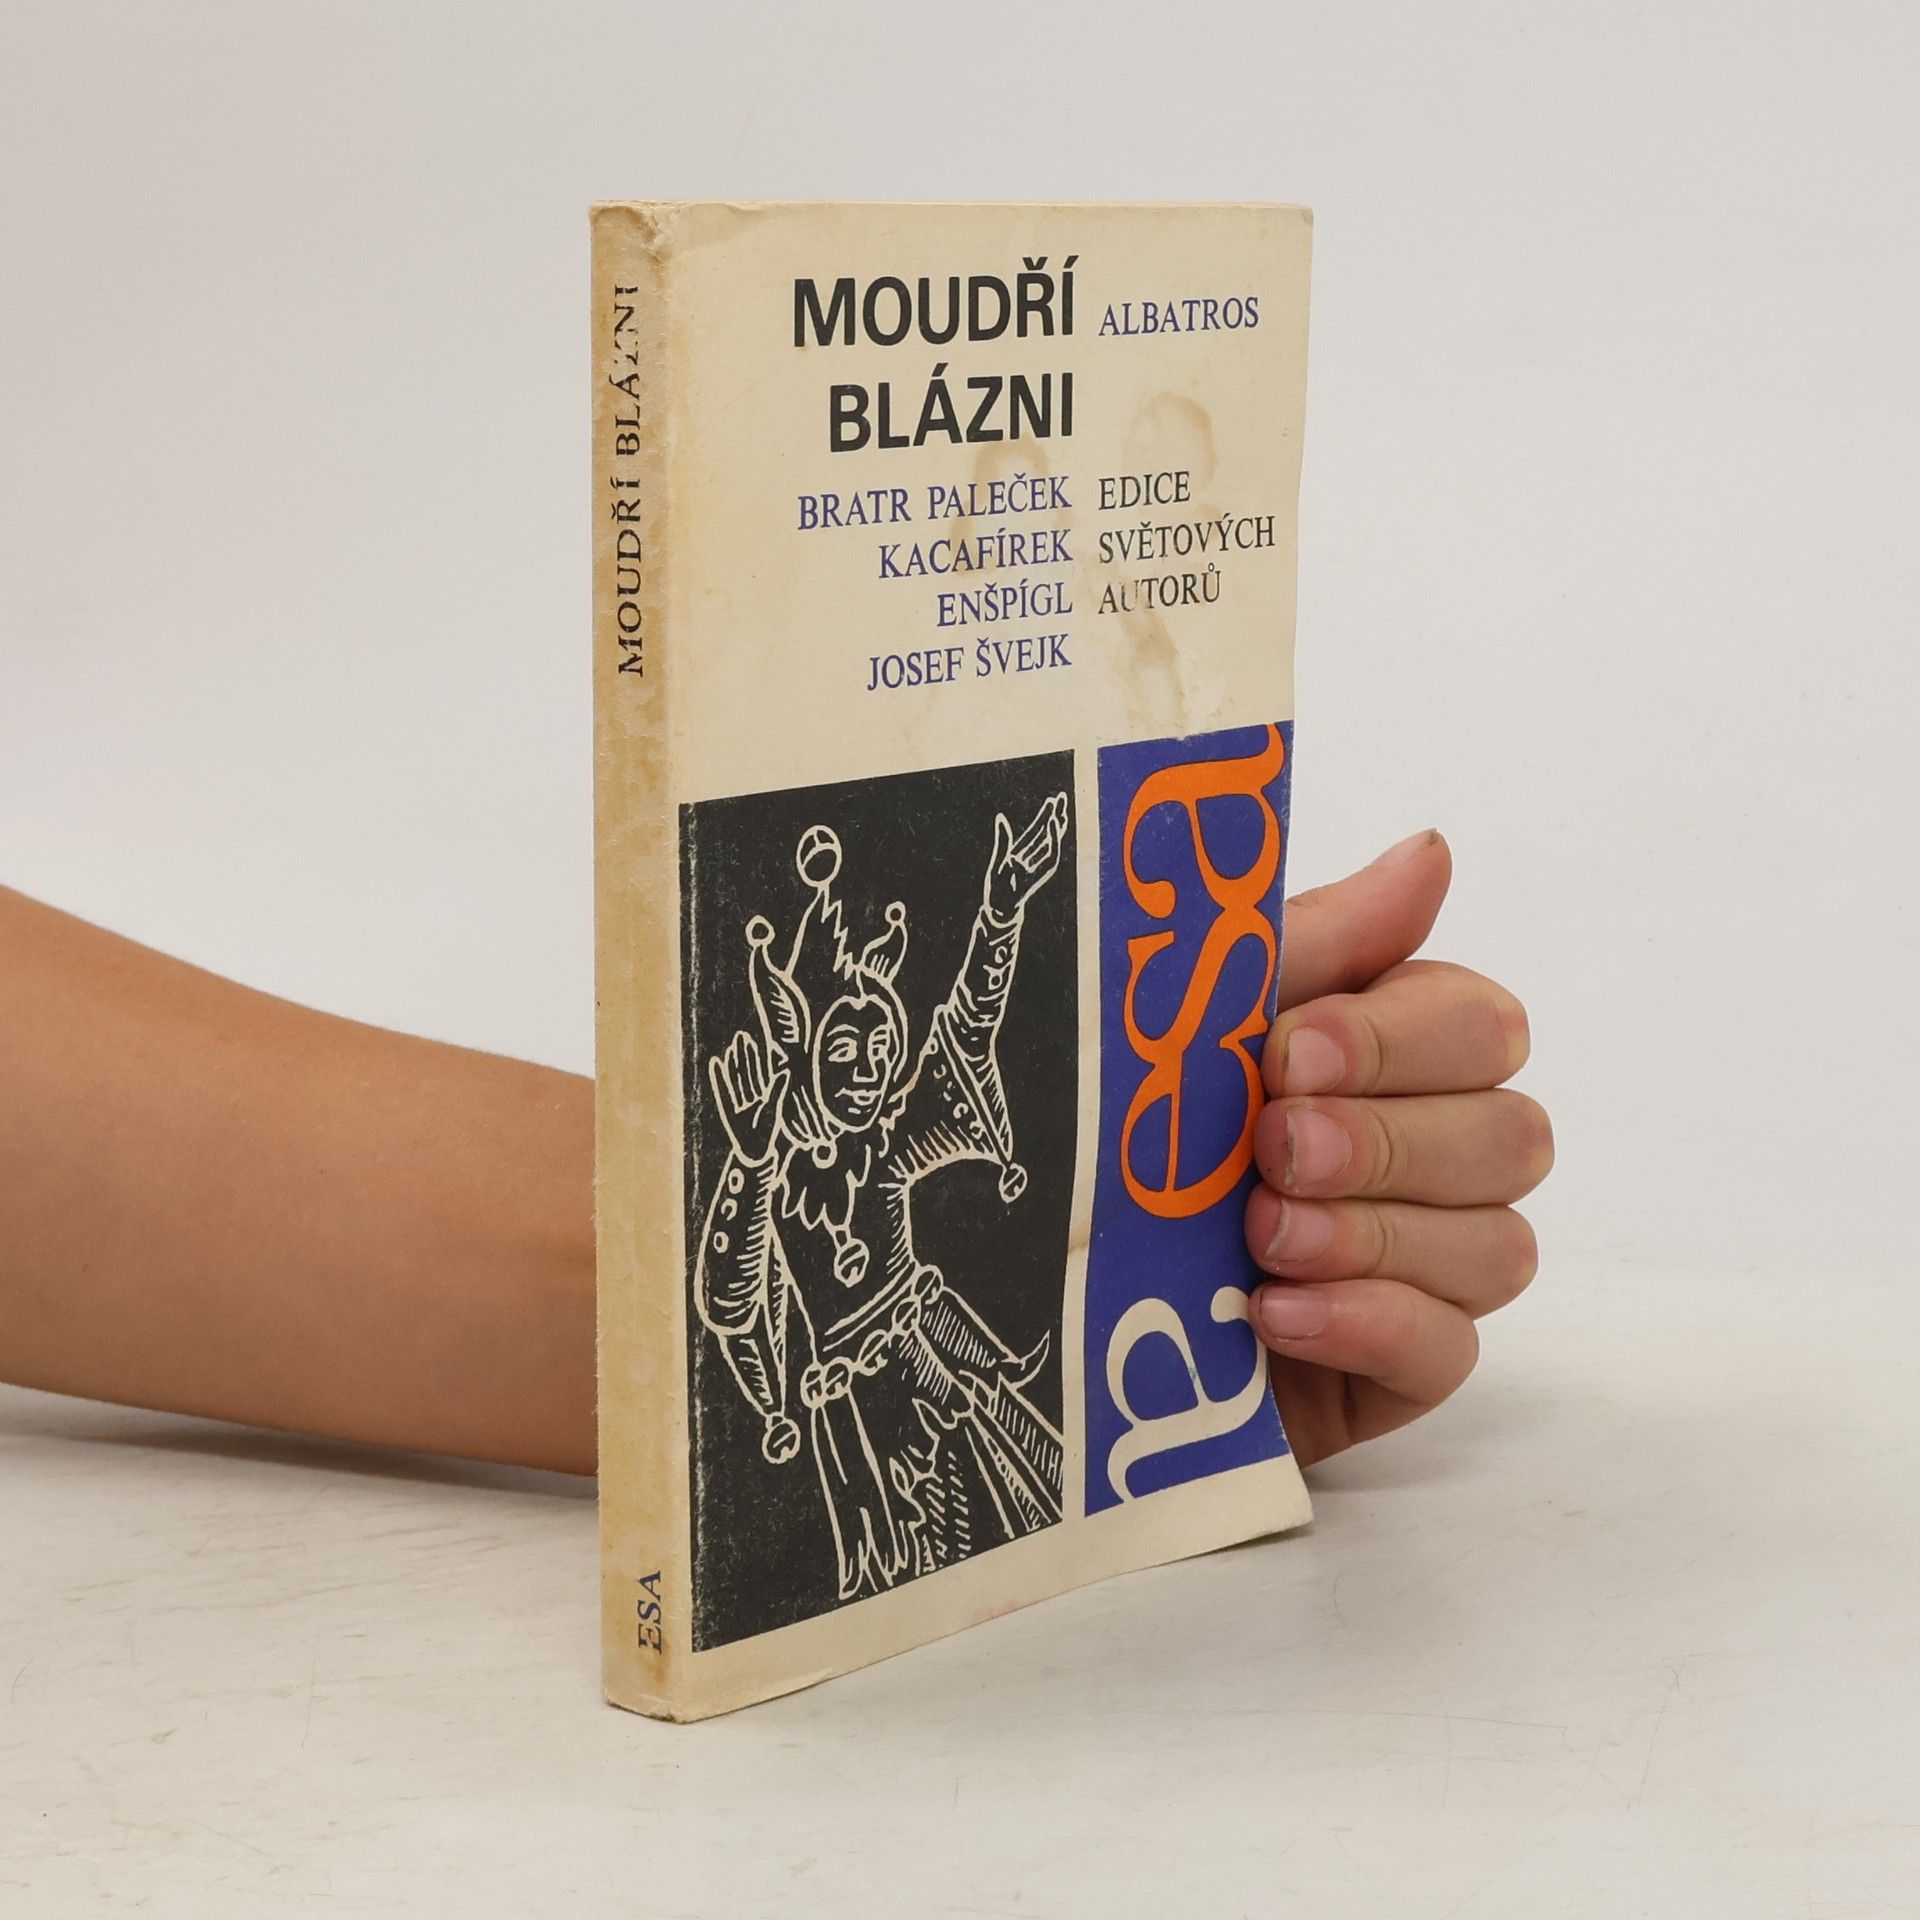 MOUDŘÍ BLÁZNI
ESA
MOUDŘÍ
BLÁZNI
BRATR PALEČEK
KACAFÍREK
ENŠPÍGL
JOSEF ŠVEJK
ALBATROS
EDICE
SVĚTOVÝCH
AUTORŮ
esa